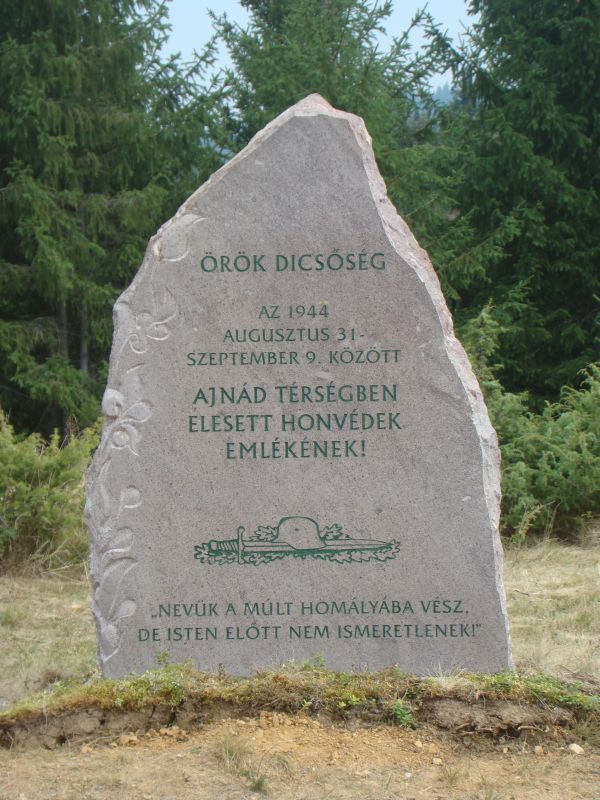 ÖRÖK DICSŐSÉG
AZ 1944
AUGUSZTUS 31-
SZEPTEMBER 9. KÖZÖTT
AJNÁD TÉRSÉGBEN
ELESETT HONVÉDEK
EMLÉKÉNEK!
„NEVÜK A MÚLT HOMÁLYÁBA VÉSZ,
DE ISTEN ELŐTT NEM ISMERETLENEK!”